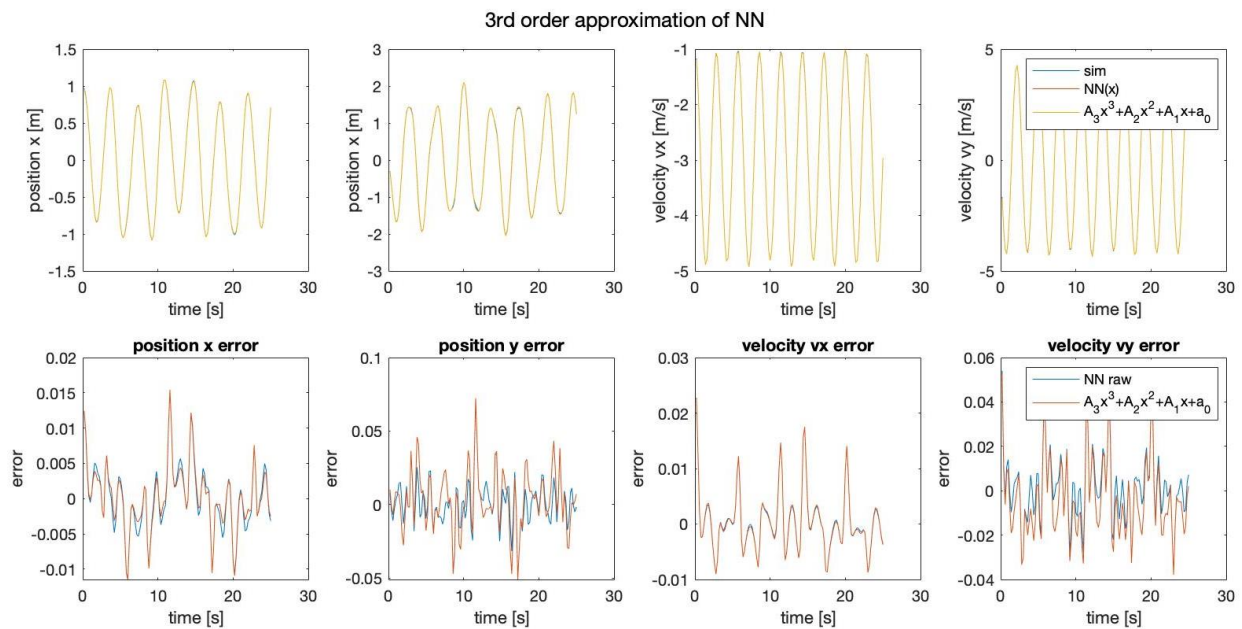 3rd order approximation of NN
1.5
1
0.5
0
-0.5
-1
-1.5
position x [m]
0 10 20 30
time [s]
3
2
1
0
-1
-2
-3
position x [m]
0 10 20 30
time [s]
-1
-2
-3
-4
-5
velocity vx [m/s]
0 10 20 30
time [s]
5
0
-5
velocity vy [m/s]
sim
NN(x)
A₃x³+A₂x²+A₁x+a₀
0 10 20 30
time [s]
position x error
0.02
0.015
0.01
0.005
0
-0.005
-0.01
error
0 10 20 30
time [s]
position y error
0.1
0.05
0
-0.05
error
0 10 20 30
time [s]
velocity vx error
0.03
0.02
0.01
0
-0.01
error
0 10 20 30
time [s]
velocity vy error
0.06
0.04
0.02
0
-0.02
-0.04
error
NN raw
A₃x³+A₂x²+A₁x+a₀
0 10 20 30
time [s]